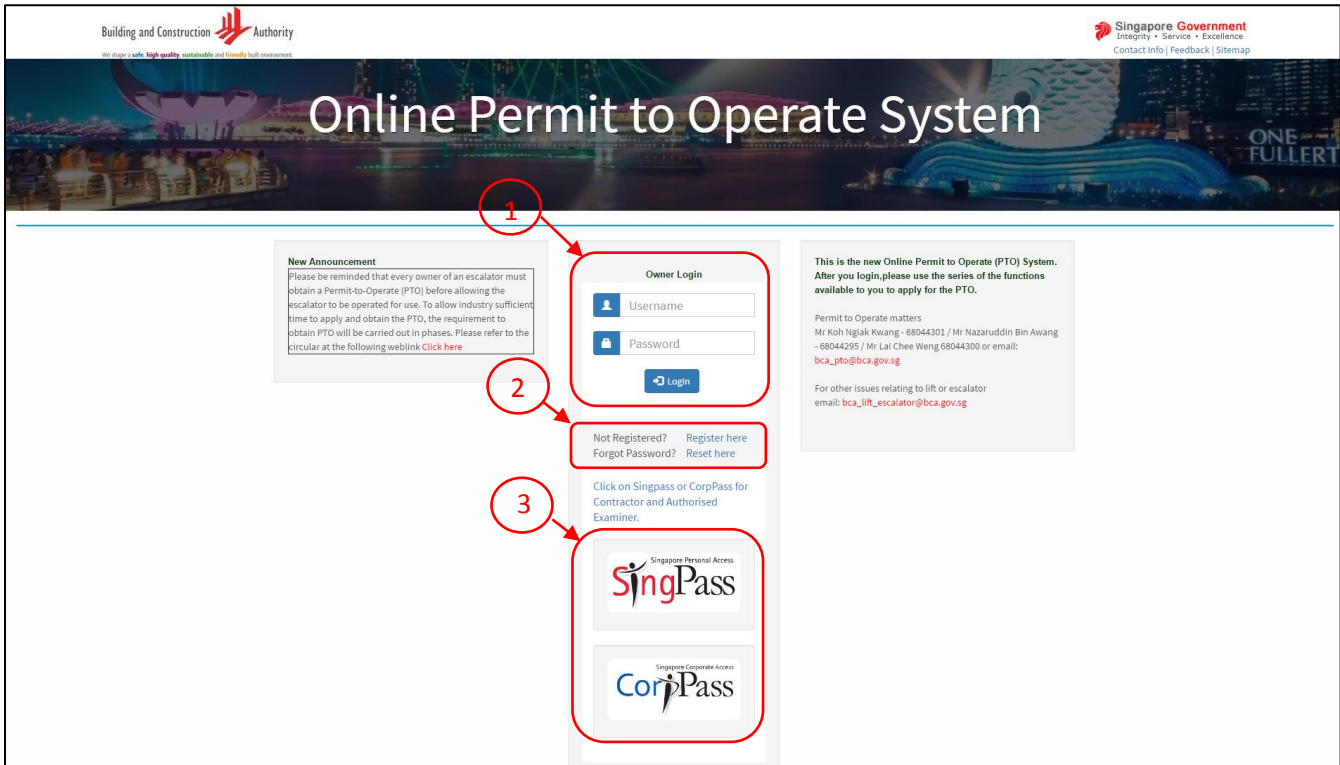 Building and Construction Authority
We shape a safe, high quality, sustainable and friendly built environment.
Singapore Government
Integrity • Service • Excellence
Contact Info | Feedback | Sitemap
Online Permit to Operate System
ONE
FULLERT
1
New Announcement
Please be reminded that every owner of an escalator must
obtain a Permit-to-Operate (PTO) before allowing the
escalator to be operated for use. To allow industry sufficient
time to apply and obtain the PTO, the requirement to
obtain PTO will be carried out in phases. Please refer to the
circular at the following weblink Click here
Owner Login
Username
Password
Login
2
Not Registered? Register here
Forgot Password? Reset here
Click on Singpass or CorpPass for
Contractor and Authorised
Examiner.
3
Singapore Personal Access
SingPass
Singapore Corporate Access
CorpPass
This is the new Online Permit to Operate (PTO) System.
After you login,please use the series of the functions
available to you to apply for the PTO.
Permit to Operate matters
Mr Koh Ngiak Kwang - 68044301 / Mr Nazaruddin Bin Awang
- 68044295 / Mr Lai Chee Weng 68044300 or email:
bca_pto@bca.gov.sg
For other issues relating to lift or escalator
email: bca_lift_escalator@bca.gov.sg